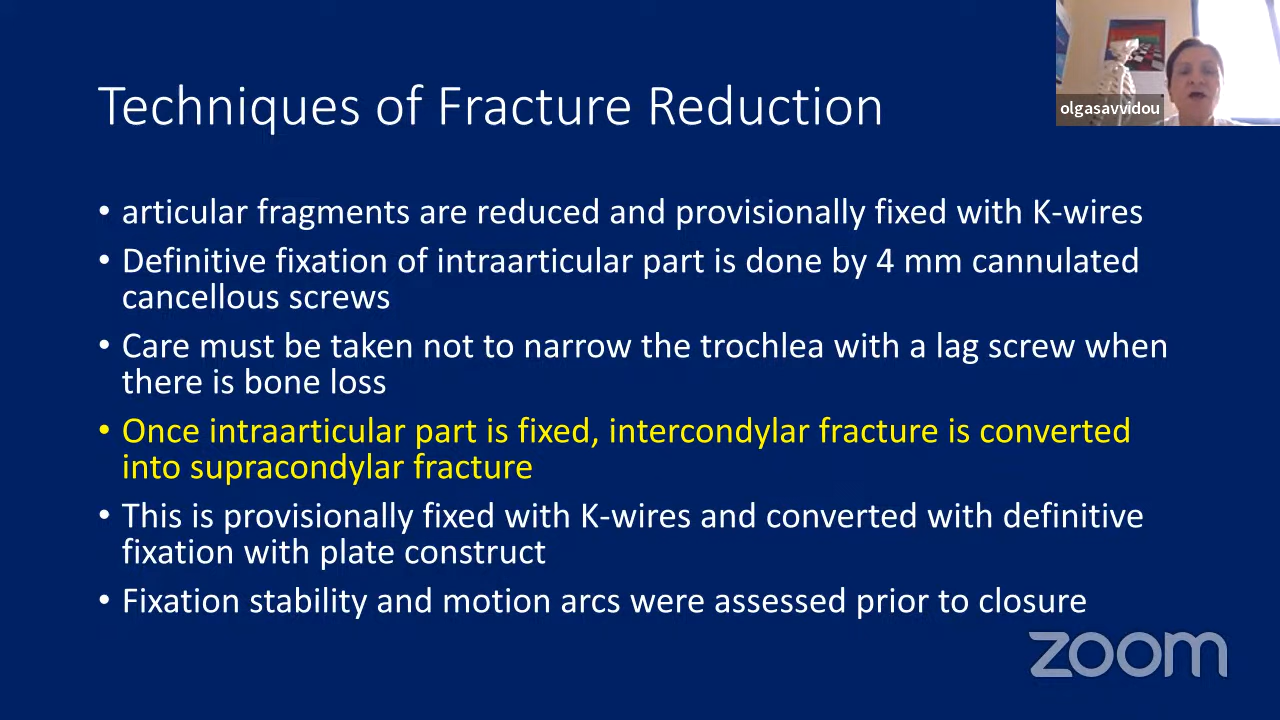 Techniques of Fracture Reduction
olgasavvidou
• articular fragments are reduced and provisionally fixed with K-wires
• Definitive fixation of intraarticular part is done by 4 mm cannulated
cancellous screws
• Care must be taken not to narrow the trochlea with a lag screw when
there is bone loss
• Once intraarticular part is fixed, intercondylar fracture is converted
into supracondylar fracture
• This is provisionally fixed with K-wires and converted with definitive
fixation with plate construct
• Fixation stability and motion arcs were assessed prior to closure
zoom